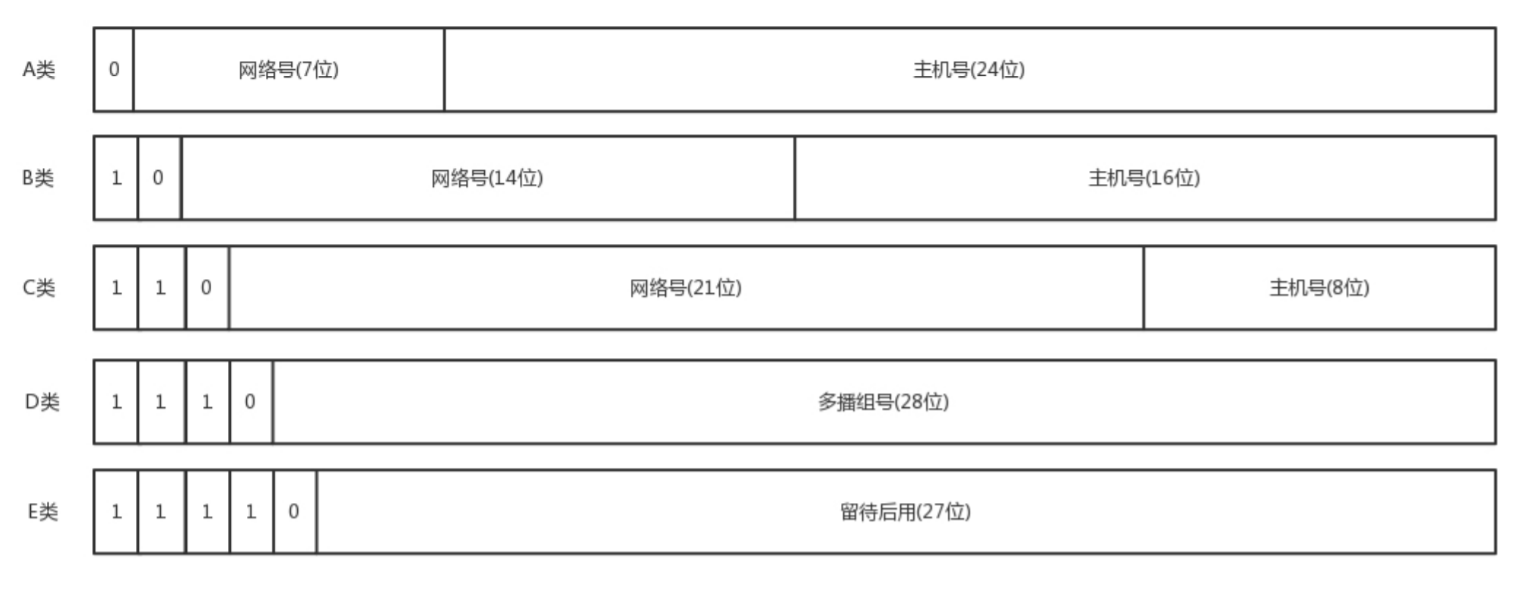 A类 0 网络号(7位) 主机号(24位)
B类 1 0 网络号(14位) 主机号(16位)
C类 1 1 0 网络号(21位) 主机号(8位)
D类 1 1 1 0 多播组号(28位)
E类 1 1 1 1 0 留待后用(27位)